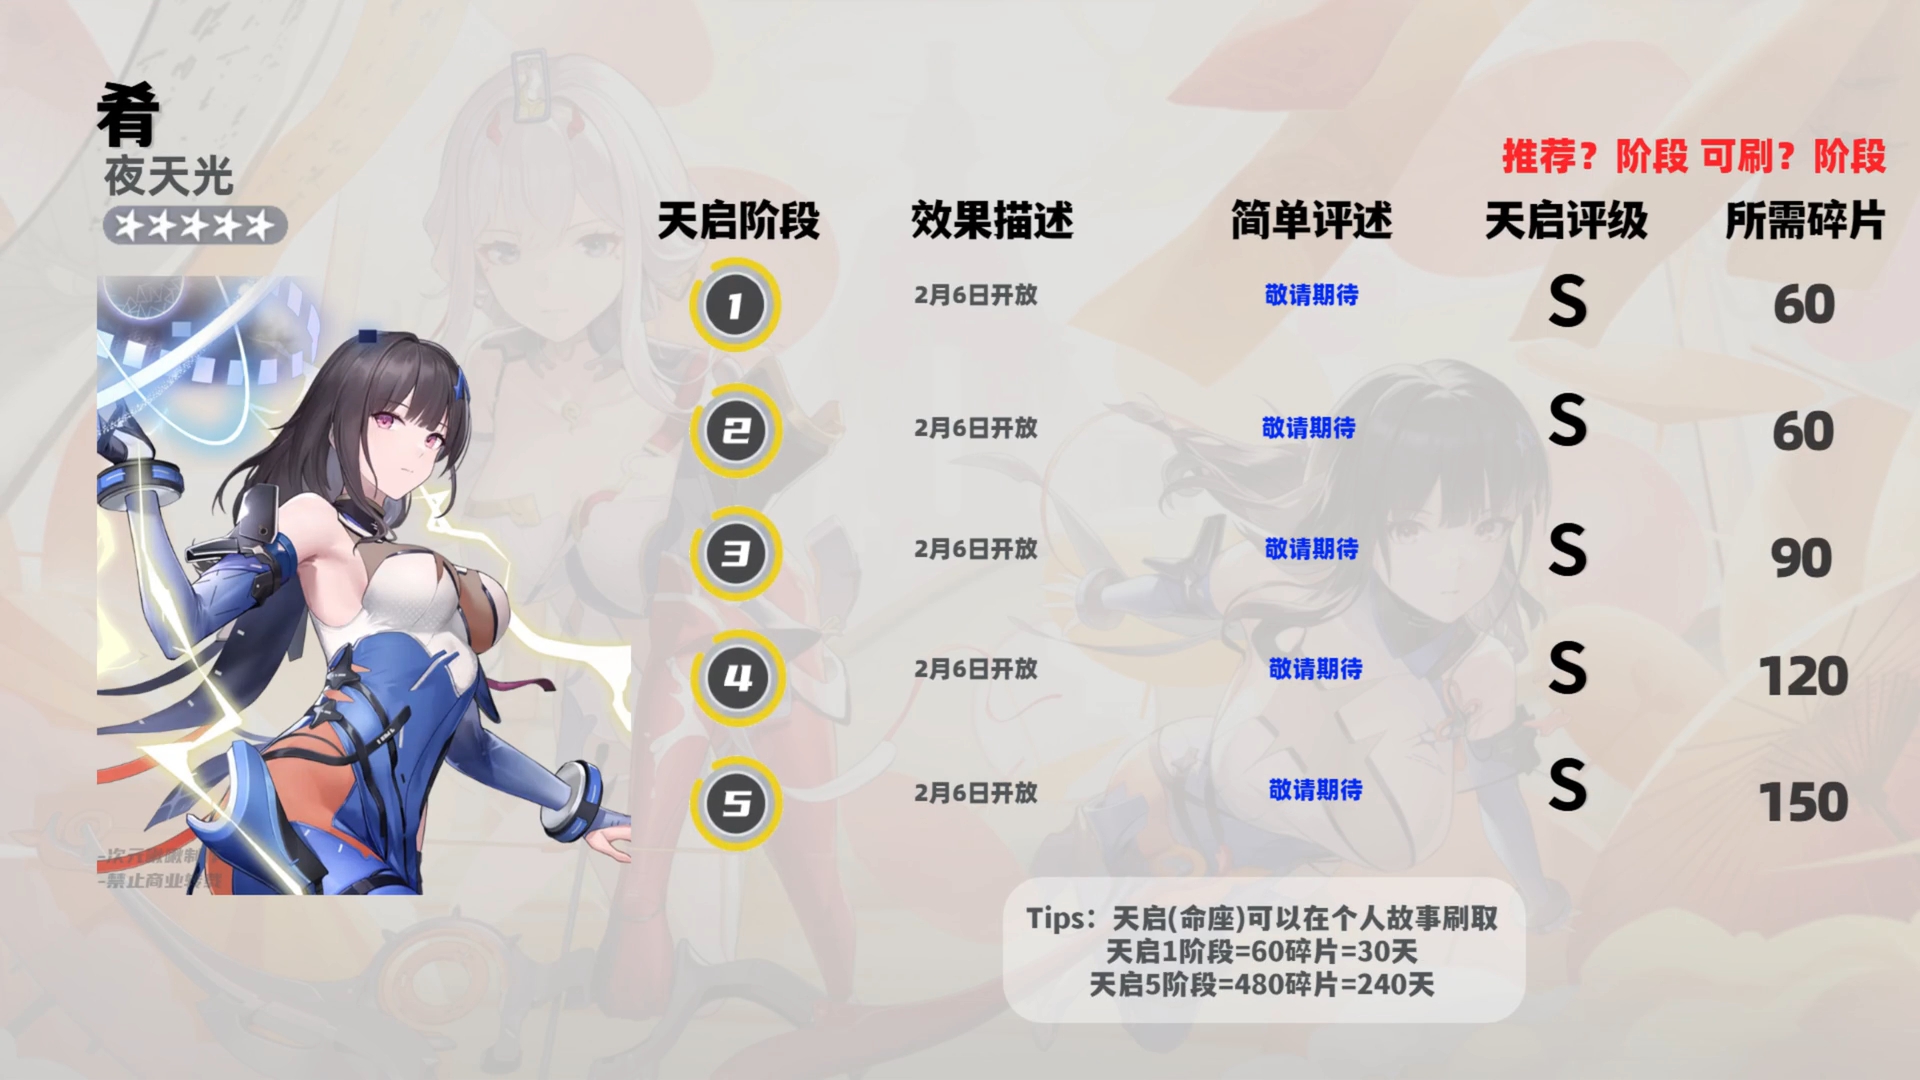 肴
夜天光
推荐？阶段 可刷？阶段
天启阶段 效果描述 简单评述 天启评级 所需碎片
1 2月6日开放 敬请期待 S 60
2 2月6日开放 敬请期待 S 60
3 2月6日开放 敬请期待 S 90
4 2月6日开放 敬请期待 S 120
5 2月6日开放 敬请期待 S 150
-禁止商业转载
Tips：天启(命座)可以在个人故事刷取
天启1阶段=60碎片=30天
天启5阶段=480碎片=240天